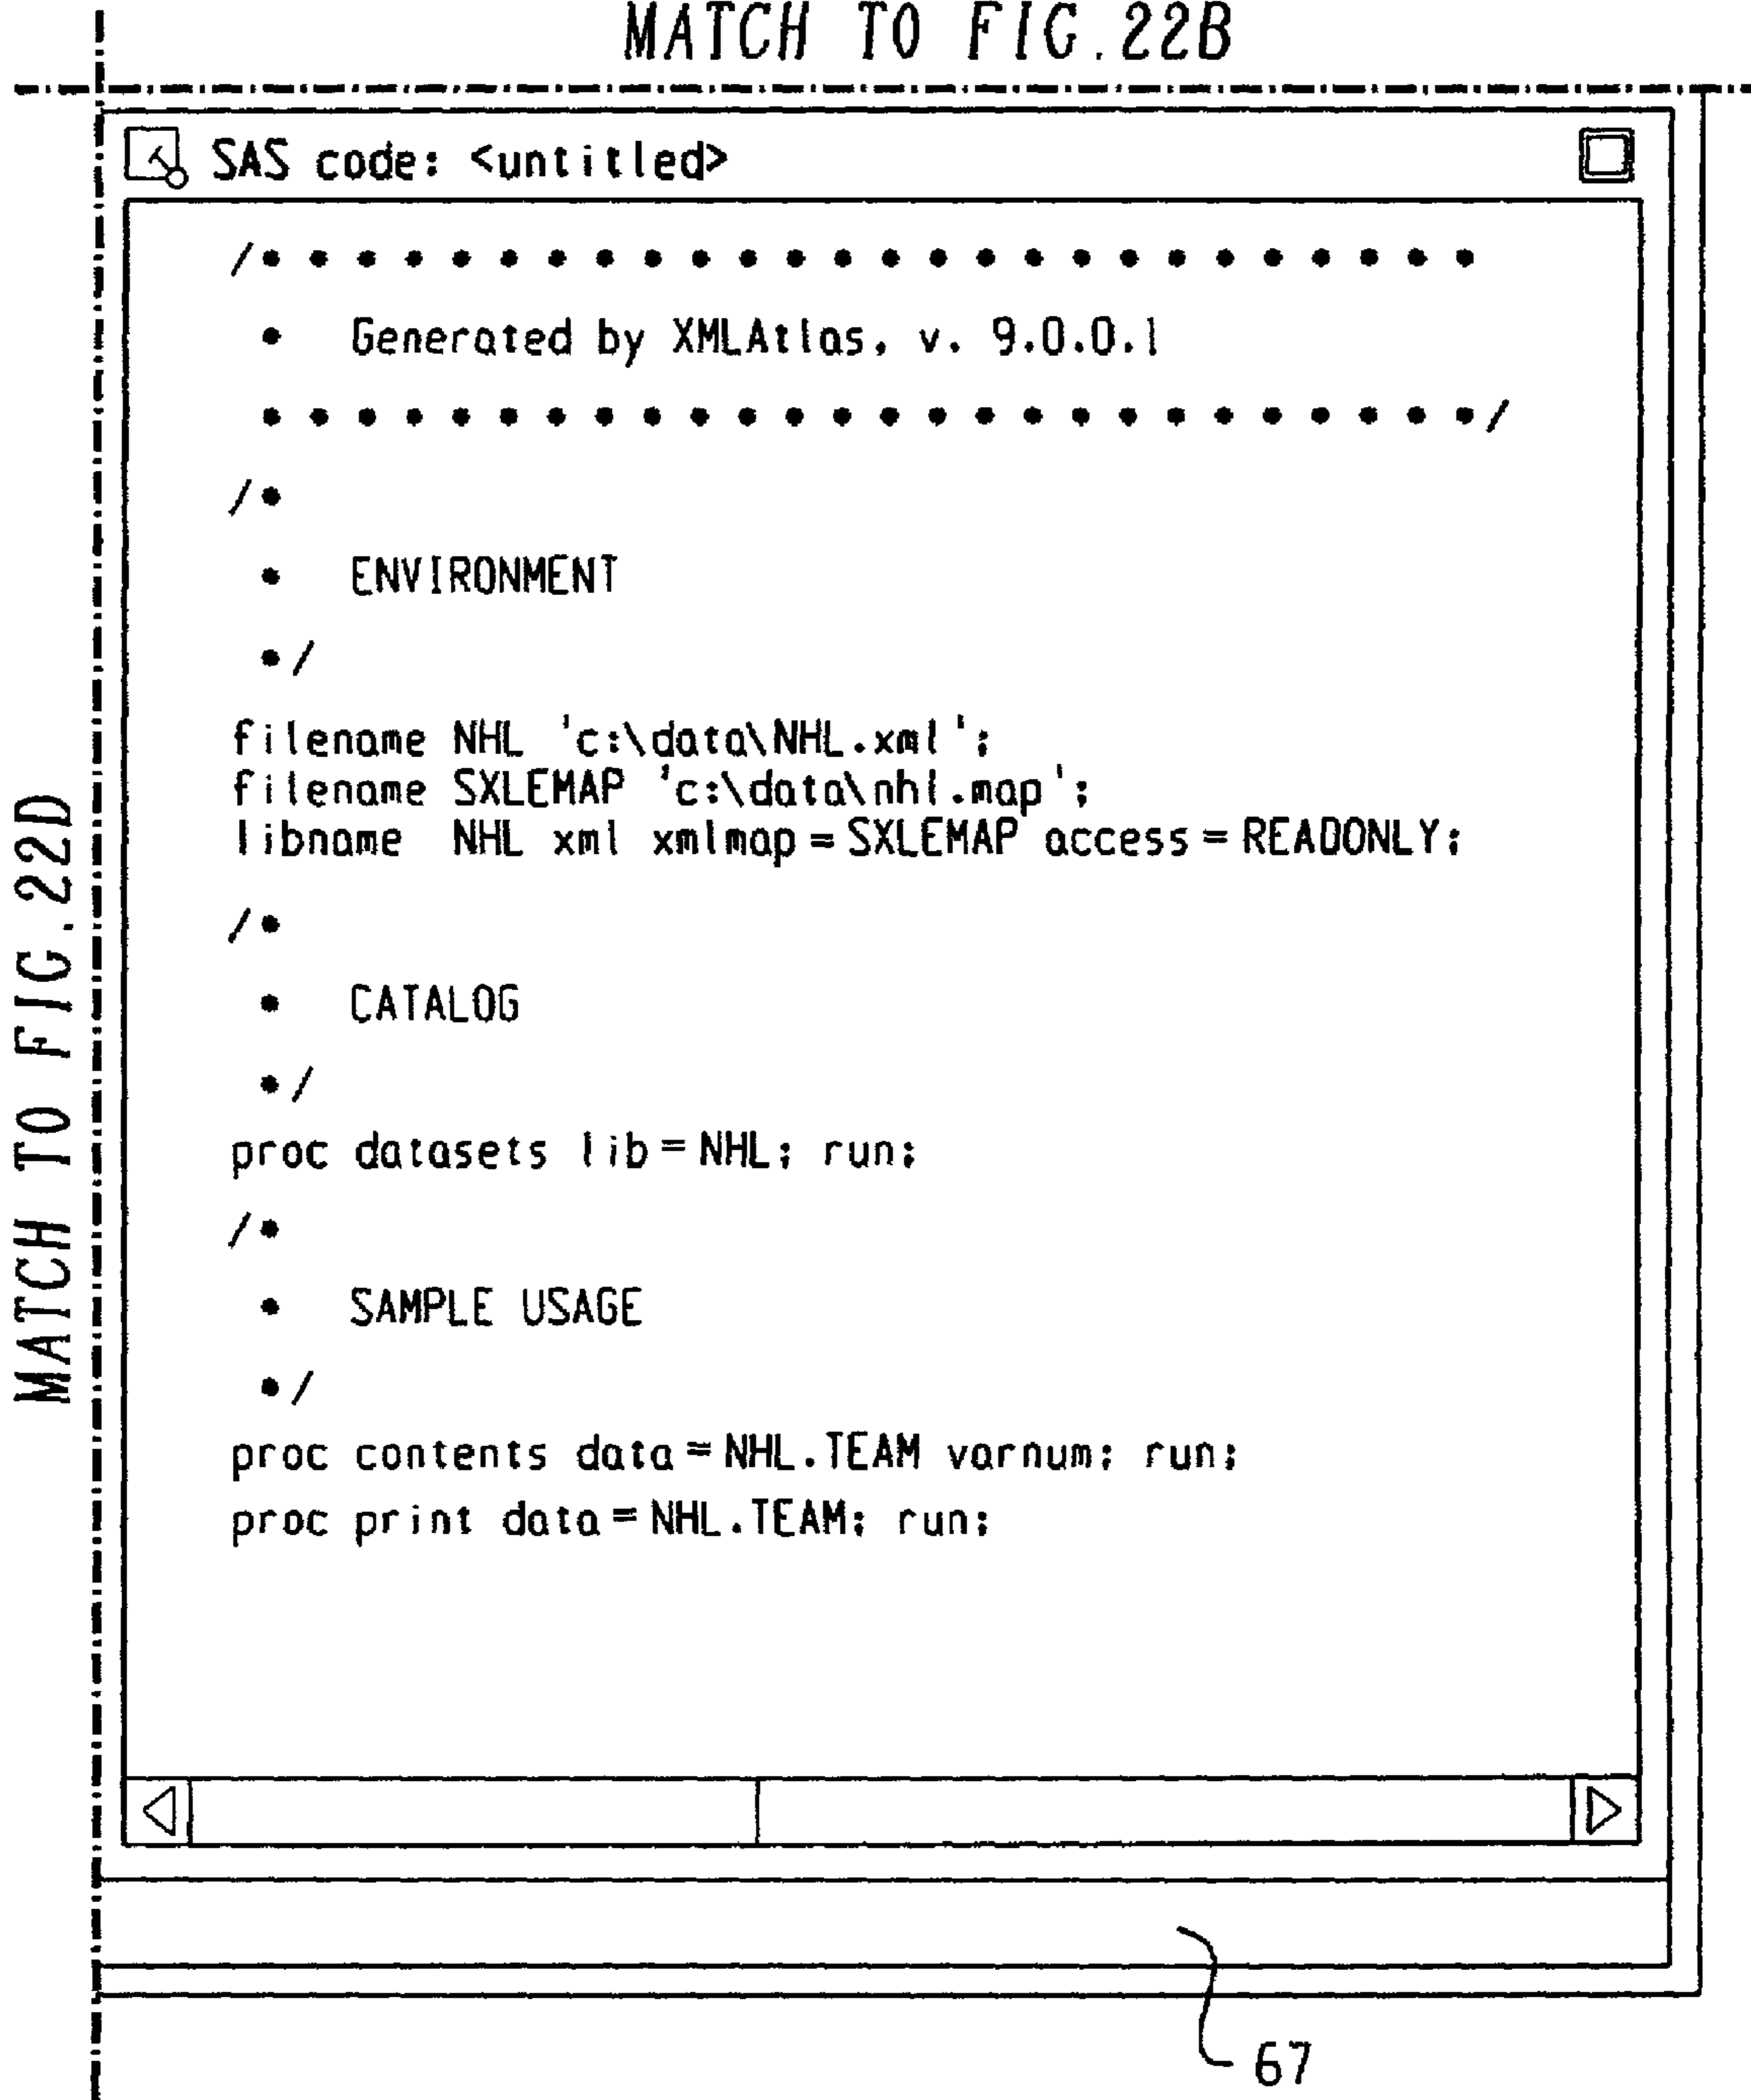 MATCH TO FIG.22B
MATCH TO FIG.22D
SAS code: <untitled>
/• • • • • • • • • • • • • • • • • • • • • • • • • •
• Generated by XMLAtlas, v. 9.0.0.1
• • • • • • • • • • • • • • • • • • • • • • • • • •/
/•
• ENVIRONMENT
•/
filename NHL 'c:\data\NHL.xml';
filename SXLEMAP 'c:\data\nhl.map';
libname NHL xml xmlmap = SXLEMAP access = READONLY;
/•
• CATALOG
•/
proc datasets lib = NHL; run;
/•
• SAMPLE USAGE
•/
proc contents data = NHL.TEAM varnum; run;
proc print data = NHL.TEAM; run;
67